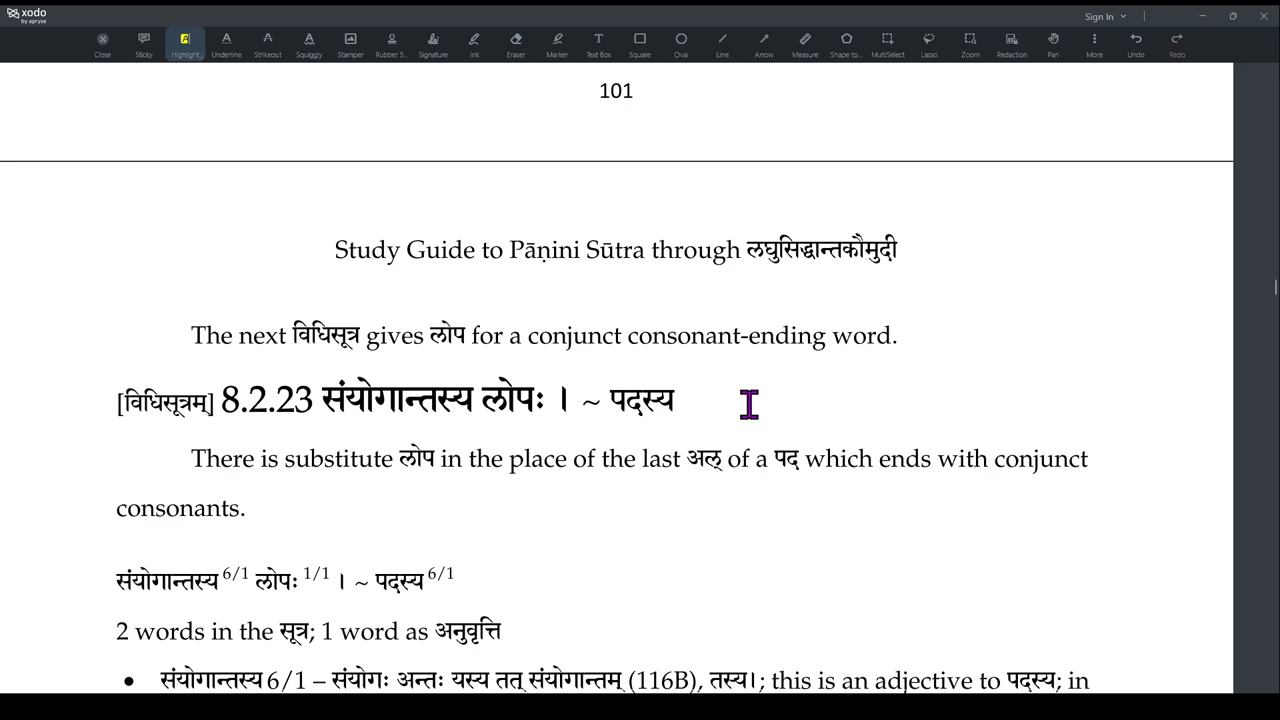 xodo
by apryse
Sign In
Close Sticky Highlight Underline Strikeout Squiggly Stamper Rubber S... Signature Ink Eraser Marker Text Box Square Oval Line Arrow Measure Shape to... MultiSelect Lasso Zoom Redaction Pan More Undo Redo
101
Study Guide to Pāṇini Sūtra through लघुसिद्धान्तकौमुदी
The next विधिसूत्र gives लोप for a conjunct consonant-ending word.
[विधिसूत्रम्] 8.2.23 संयोगान्तस्य लोपः । ~ पदस्य
There is substitute लोप in the place of the last अल् of a पद which ends with conjunct
consonants.
संयोगान्तस्य 6/1 लोपः 1/1 । ~ पदस्य 6/1
2 words in the सूत्र; 1 word as अनुवृत्ति
• संयोगान्तस्य 6/1 – संयोगः अन्तः यस्य तत् संयोगान्तम् (116B), तस्य।; this is an adjective to पदस्य; in